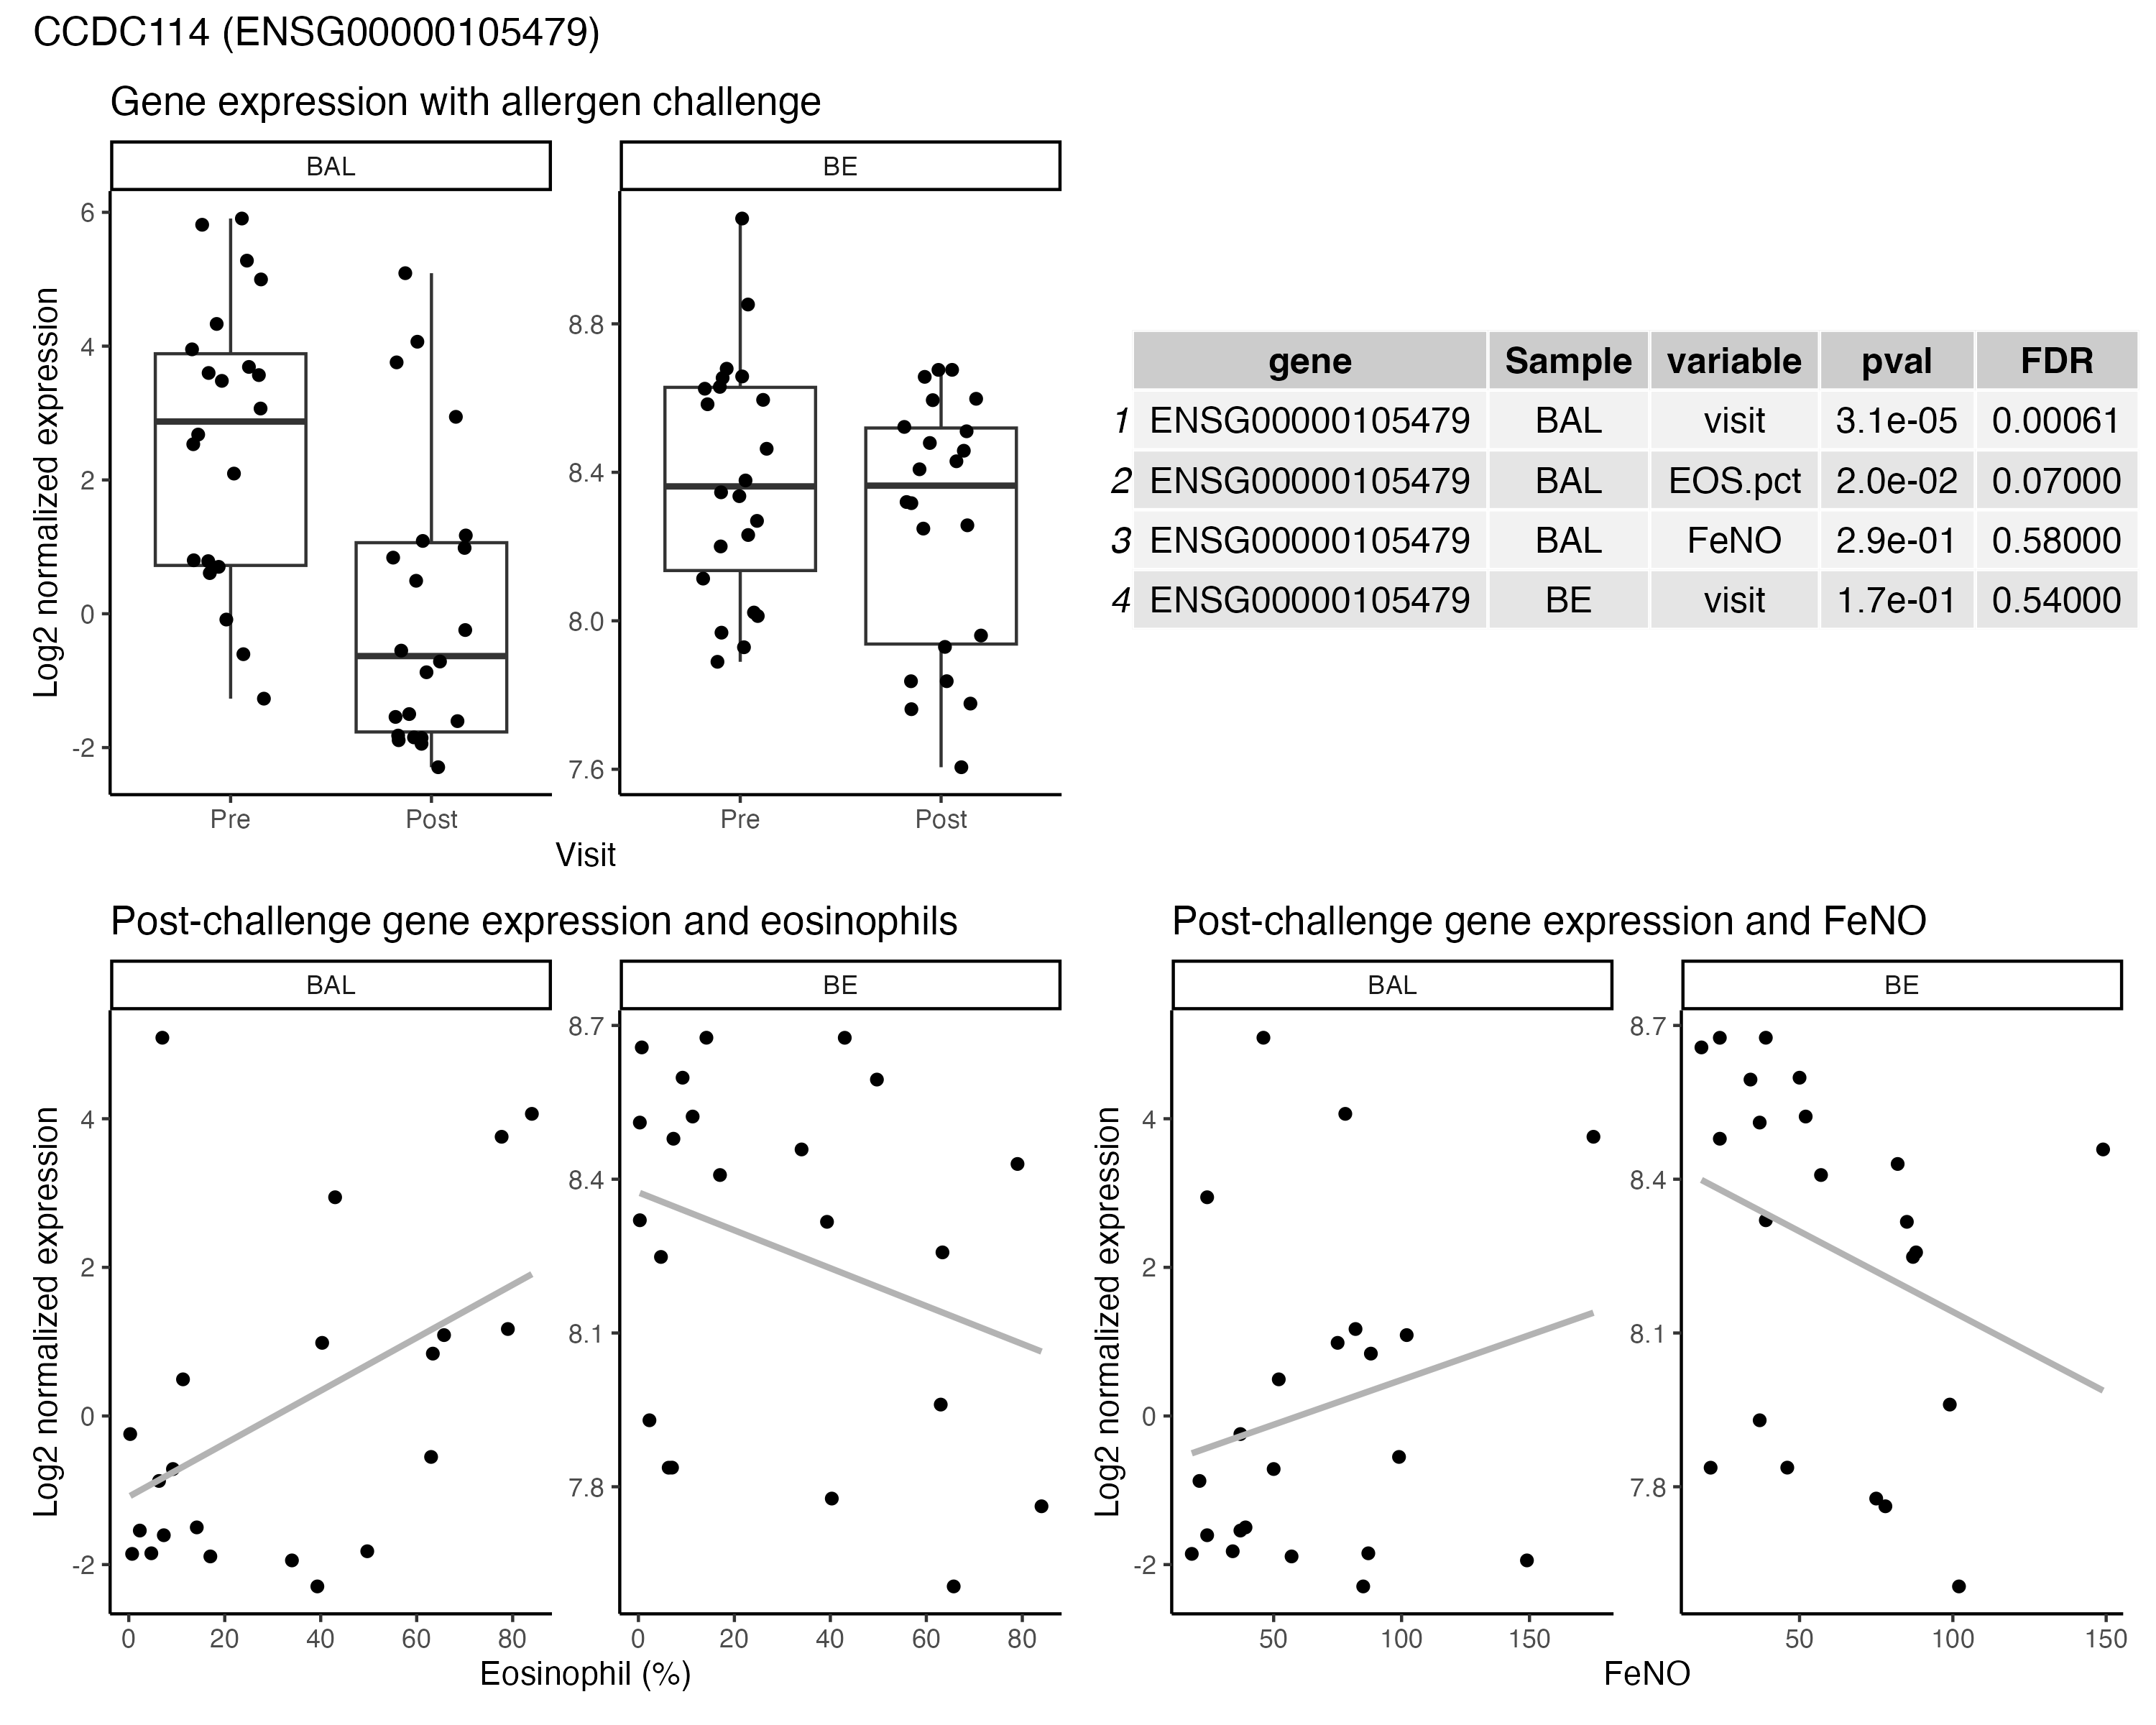 CCDC114 (ENSG00000105479)
Gene expression with allergen challenge
BAL
BE
Log2 normalized expression
6
4
2
0
-2
8.8
8.4
8.0
7.6
Pre
Post
Pre
Post
Visit
gene Sample variable pval FDR
1 ENSG00000105479 BAL visit 3.1e-05 0.00061
2 ENSG00000105479 BAL EOS.pct 2.0e-02 0.07000
3 ENSG00000105479 BAL FeNO 2.9e-01 0.58000
4 ENSG00000105479 BE visit 1.7e-01 0.54000
Post-challenge gene expression and eosinophils
BAL
BE
Log2 normalized expression
4
2
0
-2
8.7
8.4
8.1
7.8
0 20 40 60 80
0 20 40 60 80
Eosinophil (%)
Post-challenge gene expression and FeNO
BAL
BE
Log2 normalized expression
4
2
0
-2
8.7
8.4
8.1
7.8
50 100 150
50 100 150
FeNO